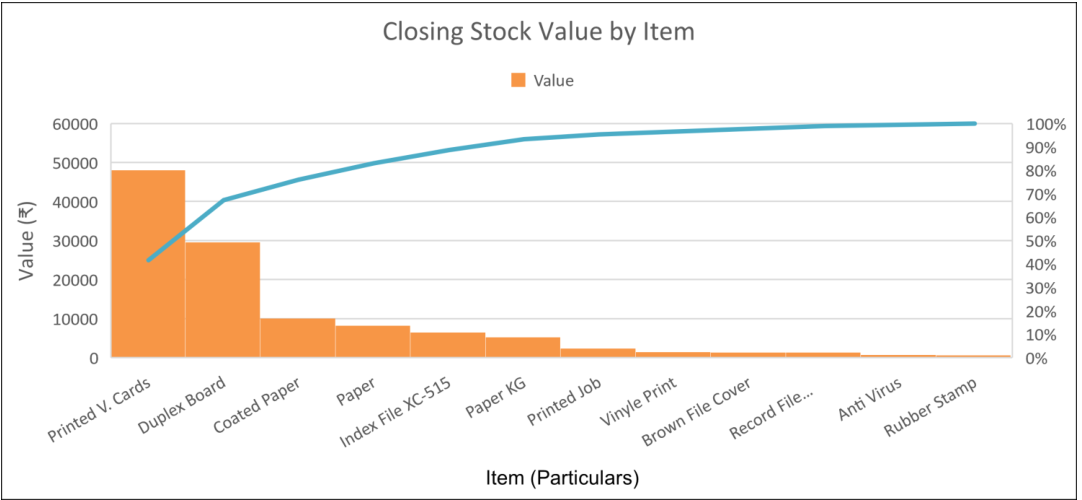 Closing Stock Value by Item
Value
60000
50000
40000
30000
20000
10000
0
Value (₹)
100%
90%
80%
70%
60%
50%
40%
30%
20%
10%
0%
Printed V. Cards
Duplex Board
Coated Paper
Paper
Index File XC-515
Paper KG
Printed Job
Vinyle Print
Brown File Cover
Record File...
Anti Virus
Rubber Stamp
Item (Particulars)